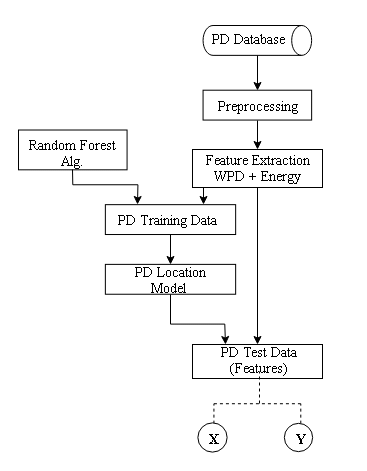 PD Database
Preprocessing
Random Forest
Alg.
Feature Extraction
WPD + Energy
PD Training Data
PD Location
Model
PD Test Data
(Features)
X
Y